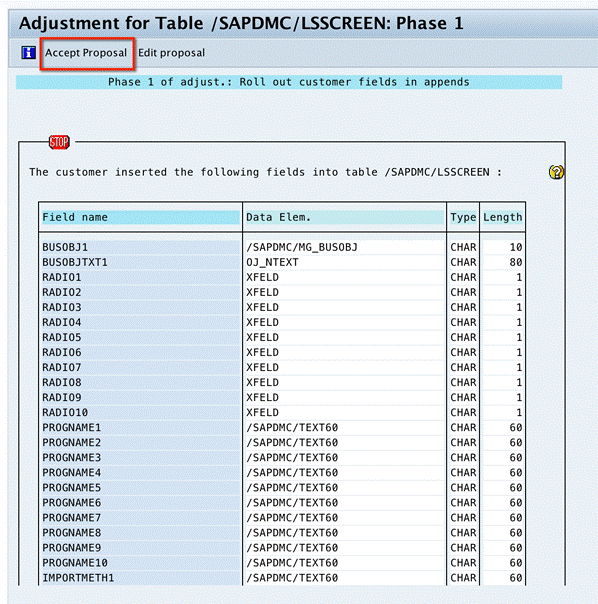 Adjustment for Table /SAPDMC/LSSCREEN: Phase 1
Accept Proposal Edit proposal
Phase 1 of adjust.: Roll out customer fields in appends
STOP
The customer inserted the following fields into table /SAPDMC/LSSCREEN :
Field name Data Elem. Type Length
BUSOBJ1 /SAPDMC/MG_BUSOBJ CHAR 10
BUSOBJTXT1 OJ_NTEXT CHAR 80
RADIO1 XFELD CHAR 1
RADIO2 XFELD CHAR 1
RADIO3 XFELD CHAR 1
RADIO4 XFELD CHAR 1
RADIO5 XFELD CHAR 1
RADIO6 XFELD CHAR 1
RADIO7 XFELD CHAR 1
RADIO8 XFELD CHAR 1
RADIO9 XFELD CHAR 1
RADIO10 XFELD CHAR 1
PROGNAME1 /SAPDMC/TEXT60 CHAR 60
PROGNAME2 /SAPDMC/TEXT60 CHAR 60
PROGNAME3 /SAPDMC/TEXT60 CHAR 60
PROGNAME4 /SAPDMC/TEXT60 CHAR 60
PROGNAME5 /SAPDMC/TEXT60 CHAR 60
PROGNAME6 /SAPDMC/TEXT60 CHAR 60
PROGNAME7 /SAPDMC/TEXT60 CHAR 60
PROGNAME8 /SAPDMC/TEXT60 CHAR 60
PROGNAME9 /SAPDMC/TEXT60 CHAR 60
PROGNAME10 /SAPDMC/TEXT60 CHAR 60
IMPORTMETH1 /SAPDMC/TEXT60 CHAR 60